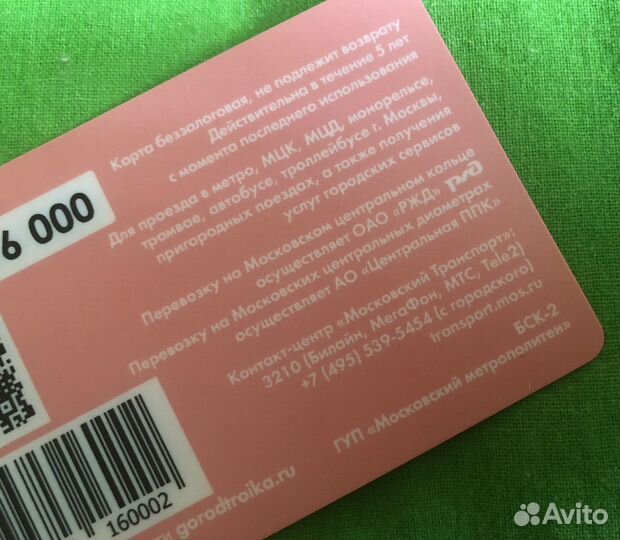 Карта беззалоговая, не подлежит возврату
Действительна в течение 5 лет
с момента последнего использования
Для проезда в метро, МЦК, МЦД, монорельсе,
трамвае, автобусе, троллейбусе г. Москвы,
пригородных поездах, а также получения
услуг городских сервисов
Перевозку на Московском центральном кольце
осуществляет ОАО «РЖД» РЖД
Перевозку на Московских центральных диаметрах
осуществляет АО «Центральная ППК»
Контакт-центр «Московский Транспорт»:
3210 (Билайн, МегаФон, МТС, Tele2)
+7 (495) 539-5454 (с городского)
transport.mos.ru
БСК-2
ГУП «Московский метрополитен»
6 000
160002
ти gorodtroika.ru
Avito